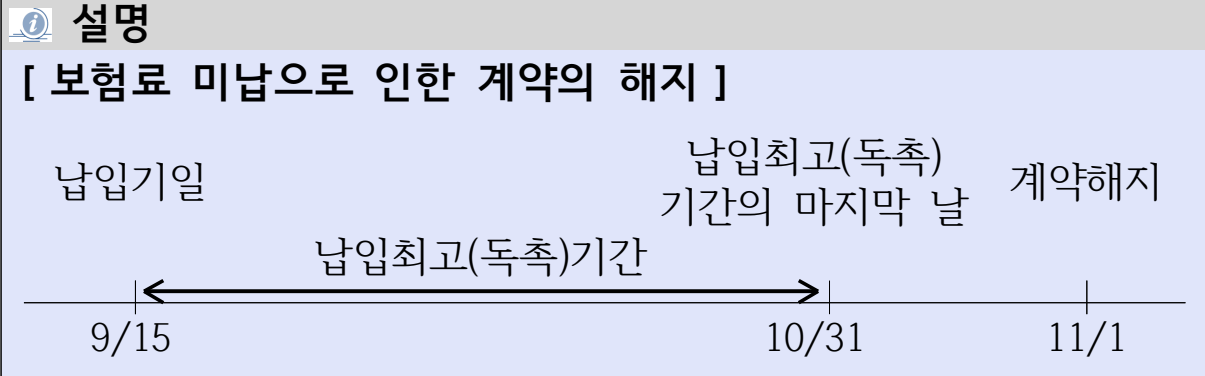 설명
[ 보험료 미납으로 인한 계약의 해지 ]
납입기일
납입최고(독촉)
기간의 마지막 날
계약해지
납입최고(독촉)기간
9/15
10/31
11/1